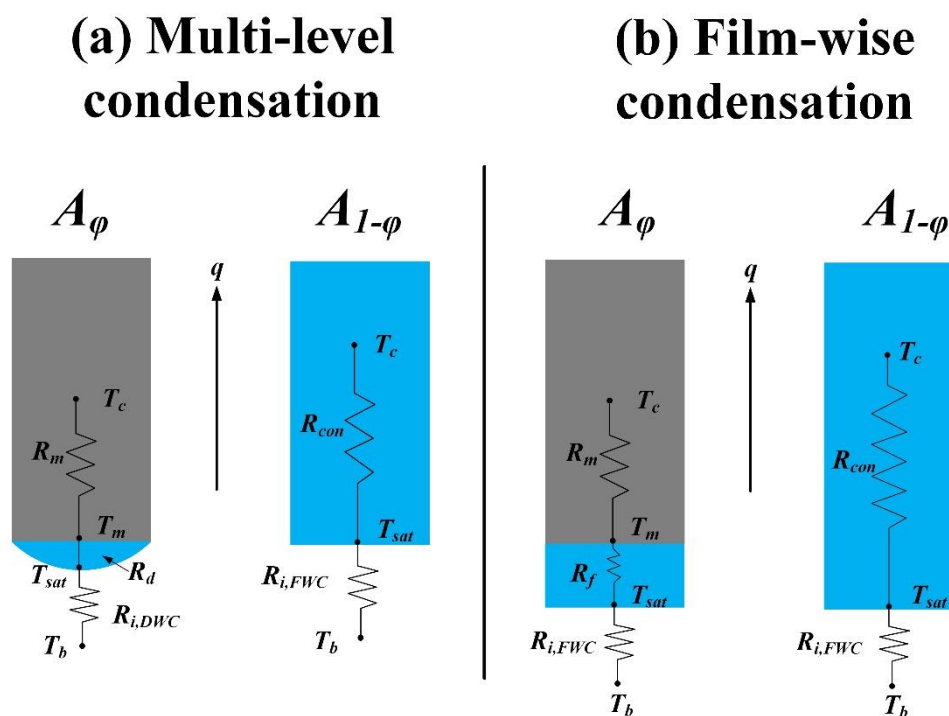 (a) Multi-level
condensation
(b) Film-wise
condensation
Aφ
A1-φ
q
Tc
Rm
Tm
Tsat
Rd
Ri,DWC
Tb
Tc
Rcon
Tsat
Ri,FWC
Tb
Aφ
A1-φ
q
Tc
Rm
Tm
Rf
Tsat
Ri,FWC
Tb
Tc
Rcon
Tsat
Ri,FWC
Tb